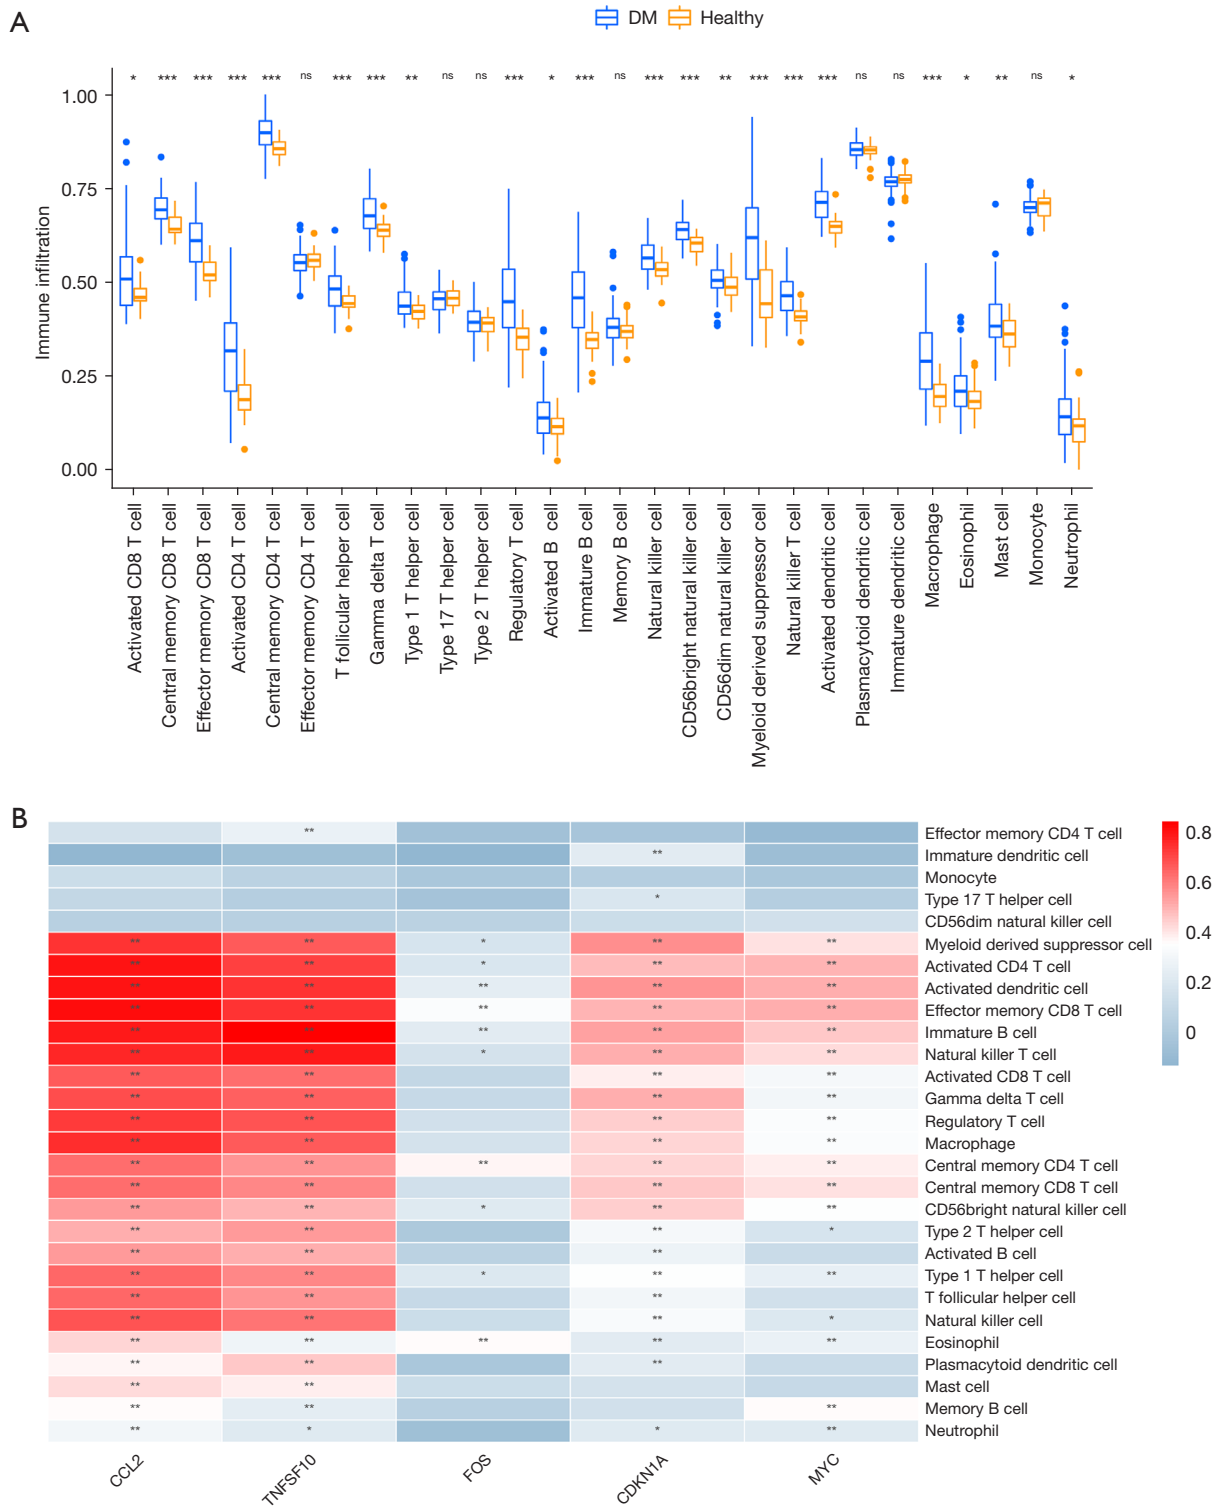 A
DM Healthy
* *** *** *** *** ns *** *** ** ns ns *** * *** ns *** *** ** *** *** *** ns ns *** * ** ns *
Immune infiltration
1.00
0.75
0.50
0.25
0.00
Activated CD8 T cell
Central memory CD8 T cell
Effector memory CD8 T cell
Activated CD4 T cell
Central memory CD4 T cell
Effector memory CD4 T cell
T follicular helper cell
Gamma delta T cell
Type 1 T helper cell
Type 17 T helper cell
Type 2 T helper cell
Regulatory T cell
Activated B cell
Immature B cell
Memory B cell
Natural killer cell
CD56bright natural killer cell
CD56dim natural killer cell
Myeloid derived suppressor cell
Natural killer T cell
Activated dendritic cell
Plasmacytoid dendritic cell
Immature dendritic cell
Macrophage
Eosinophil
Mast cell
Monocyte
Neutrophil
B
** Effector memory CD4 T cell
** Immature dendritic cell
Monocyte
* Type 17 T helper cell
CD56dim natural killer cell
** ** * ** ** Myeloid derived suppressor cell
** ** * ** ** Activated CD4 T cell
** ** ** ** ** Activated dendritic cell
** ** ** ** ** Effector memory CD8 T cell
** ** ** ** ** Immature B cell
** ** * ** ** Natural killer T cell
** ** ** ** Activated CD8 T cell
** ** ** ** Gamma delta T cell
** ** ** ** Regulatory T cell
** ** ** ** Macrophage
** ** ** ** ** Central memory CD4 T cell
** ** ** ** Central memory CD8 T cell
** ** * ** ** CD56bright natural killer cell
** ** ** * Type 2 T helper cell
** ** ** Activated B cell
** ** * ** ** Type 1 T helper cell
** ** ** T follicular helper cell
** ** ** * Natural killer cell
** ** ** ** ** Eosinophil
** ** ** Plasmacytoid dendritic cell
** ** Mast cell
** ** ** Memory B cell
** * * ** Neutrophil
0.8
0.6
0.4
0.2
0
CCL2
TNFSF10
FOS
CDKN1A
MYC